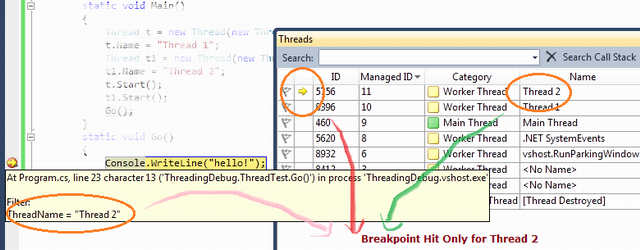 static void Main()
{
Thread t = new Thread(new Thre
t.Name = "Thread 1";
Thread t1 = new Thread(new
t1.Name = "Thread 2";
t.Start();
t1.Start();
Go();
}
static void Go()
{
Console.WriteLine("hello!");
At Program.cs, line 23 character 13 ('ThreadingDebug.ThreadTest.Go()') in process 'ThreadingDebug.vshost.exe'
Filter:
ThreadName = "Thread 2"
Threads
Search: Search Call Stack
ID Managed ID Category Name
5756 11 Worker Thread Thread 2
8396 10 Worker Thread Thread 1
460 9 Main Thread Main Thread
5620 8 Worker Thread .NET SystemEvents
8932 6 Worker Thread vshost.RunParkingWindow
8412 Worker Thread <No Name>
<No Name>
[Thread Destroyed]
Breakpoint Hit Only for Thread 2